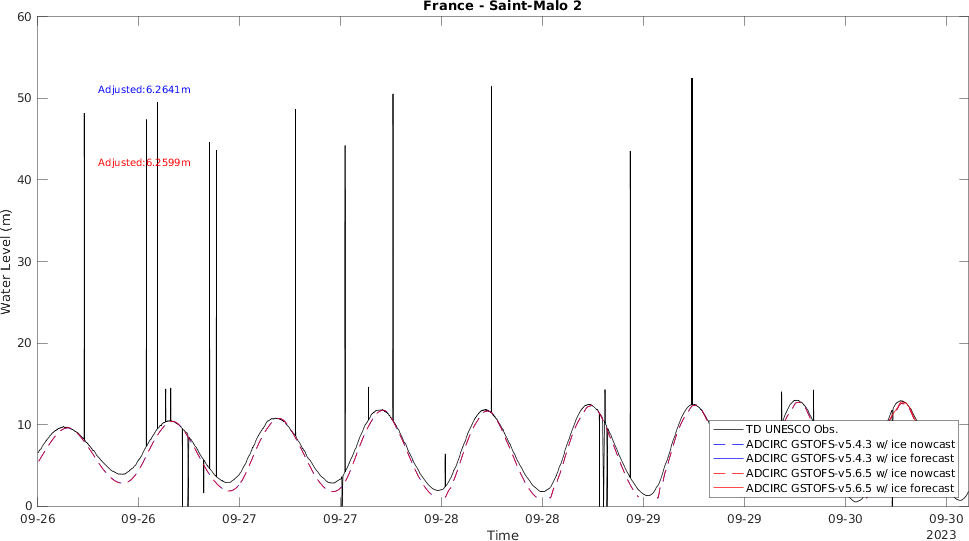 France - Saint-Malo 2
60
50
40
30
20
10
0
Water Level (m)
Adjusted:6.2641m
Adjusted:6.2599m
TD UNESCO Obs.
ADCIRC GSTOFS-v5.4.3 w/ ice nowcast
ADCIRC GSTOFS-v5.4.3 w/ ice forecast
ADCIRC GSTOFS-v5.6.5 w/ ice nowcast
ADCIRC GSTOFS-v5.6.5 w/ ice forecast
09-26 09-26 09-27 09-27 09-28 09-28 09-29 09-29 09-30 09-30
2023
Time